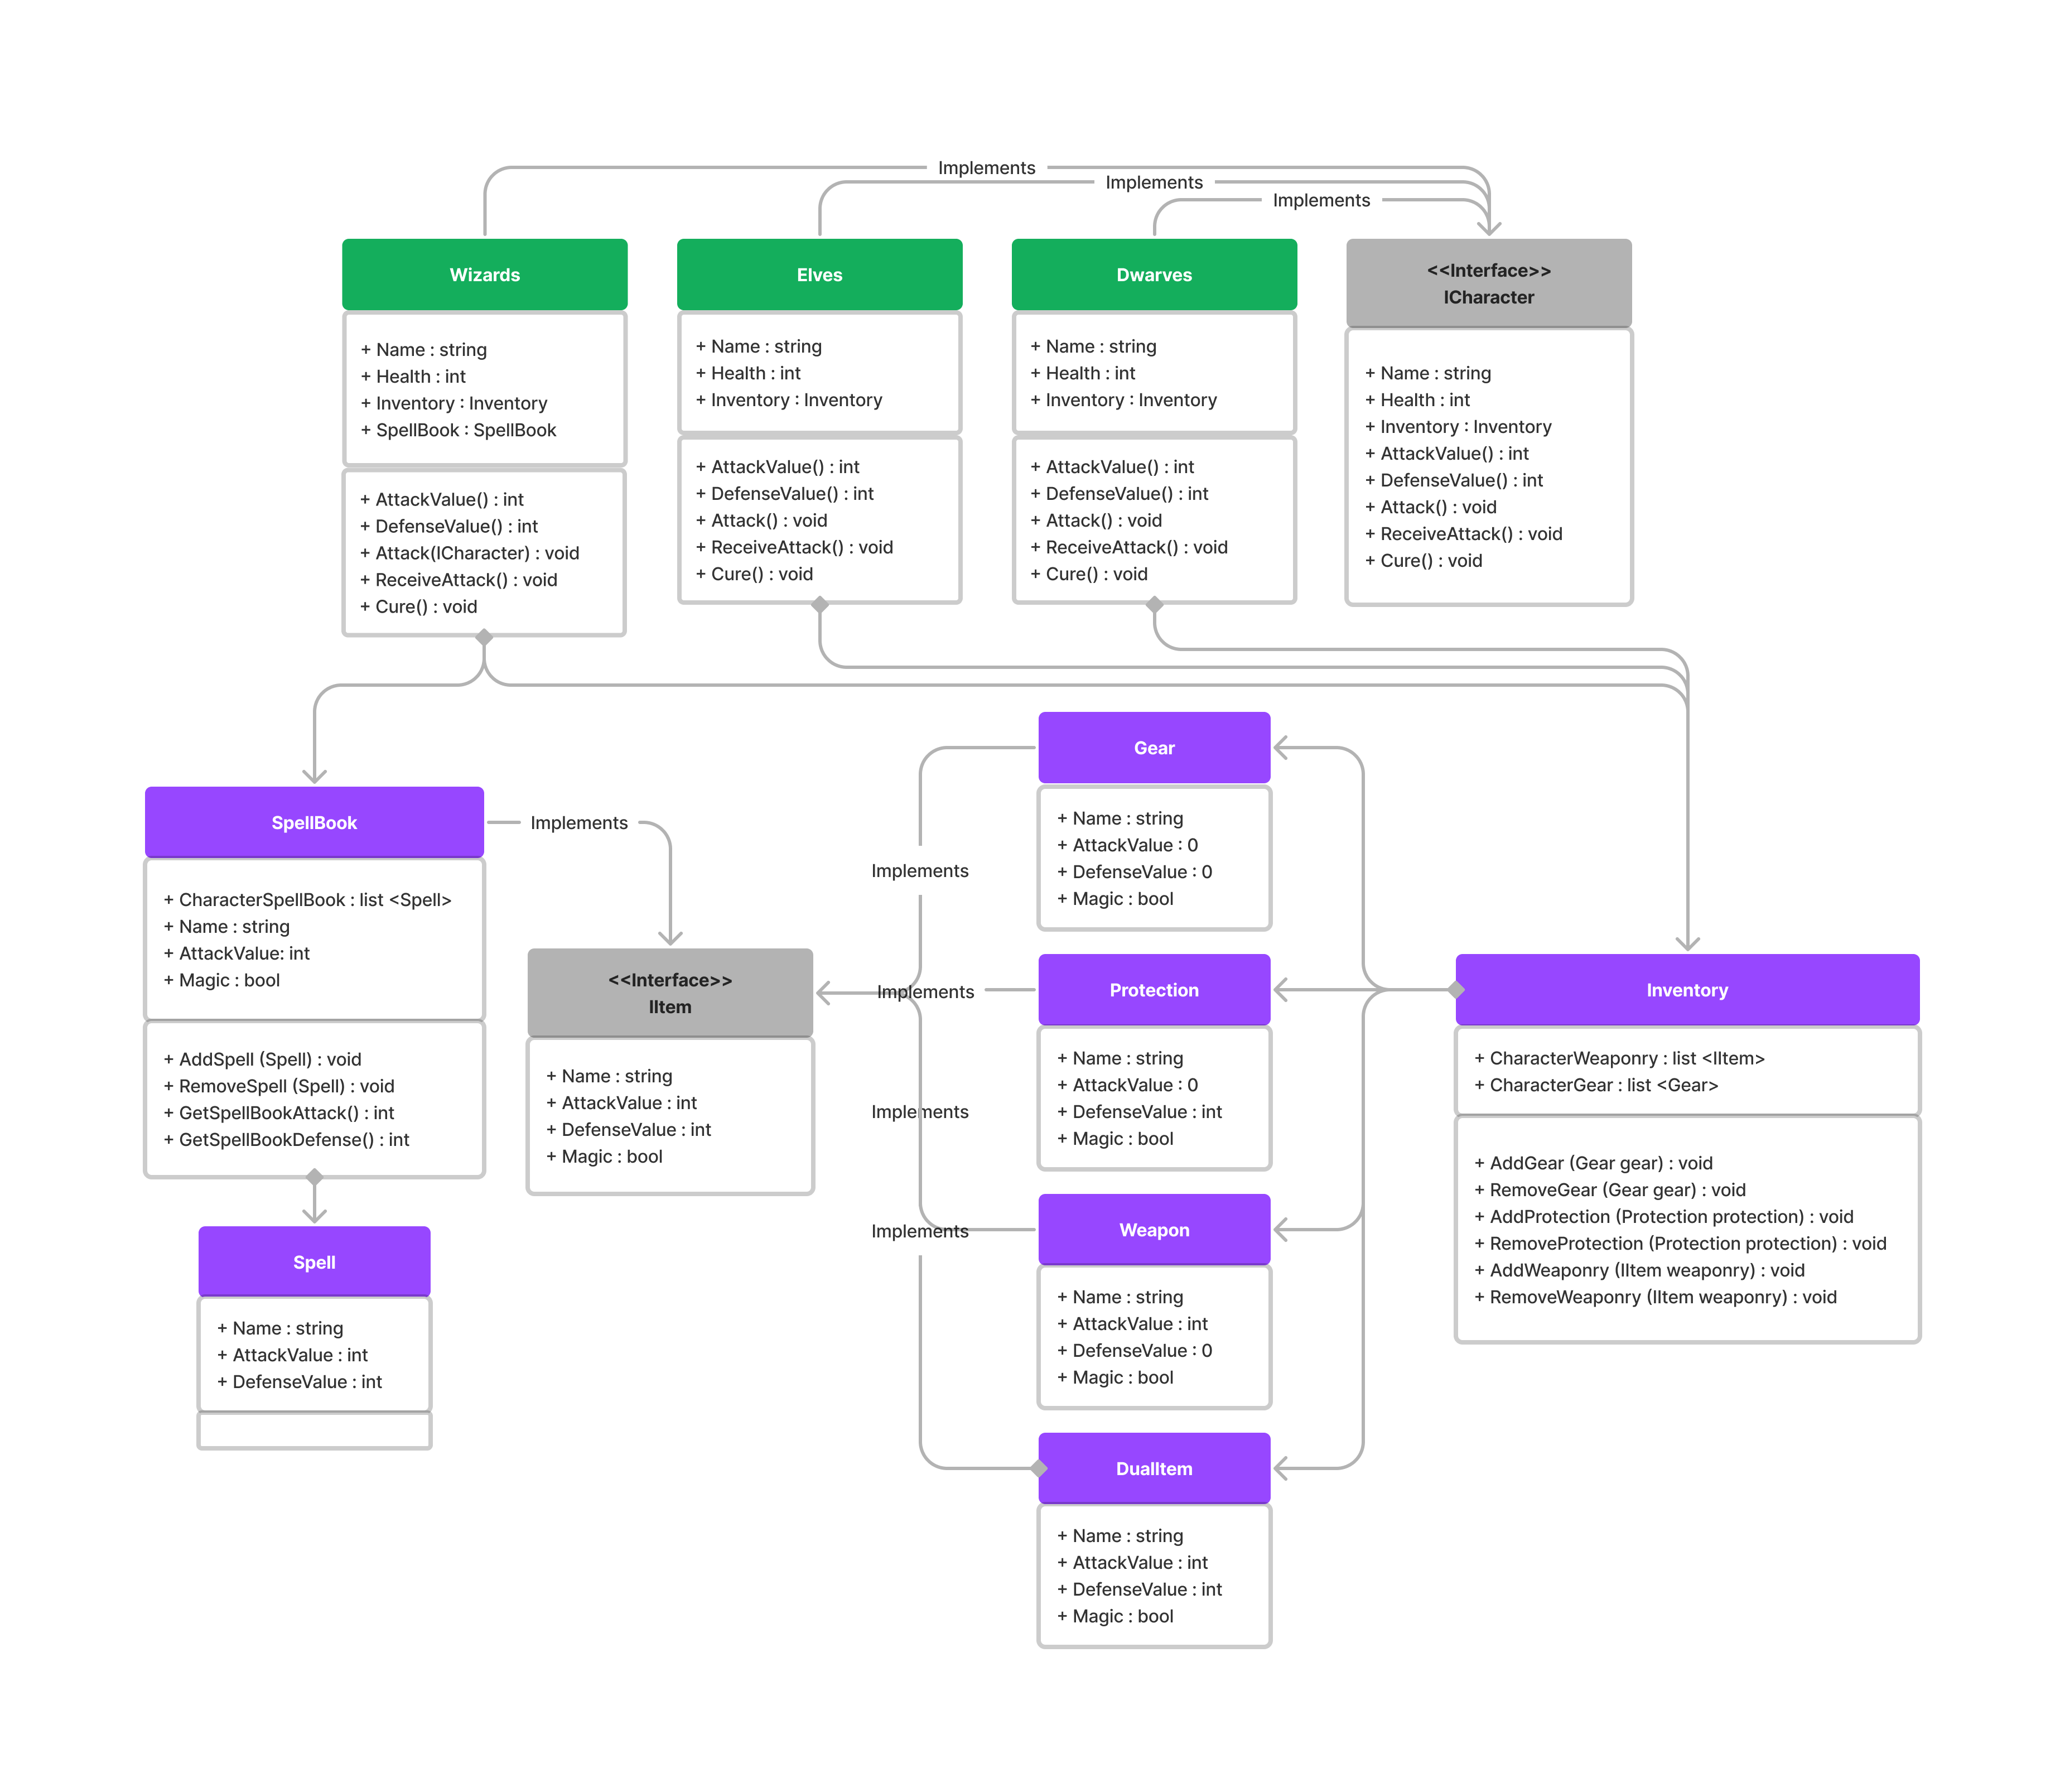 Implements
Implements
Implements
Wizards
+ Name : string
+ Health : int
+ Inventory : Inventory
+ SpellBook : SpellBook
+ AttackValue() : int
+ DefenseValue() : int
+ Attack(ICharacter) : void
+ ReceiveAttack() : void
+ Cure() : void
Elves
+ Name : string
+ Health : int
+ Inventory : Inventory
+ AttackValue() : int
+ DefenseValue() : int
+ Attack() : void
+ ReceiveAttack() : void
+ Cure() : void
Dwarves
+ Name : string
+ Health : int
+ Inventory : Inventory
+ AttackValue() : int
+ DefenseValue() : int
+ Attack() : void
+ ReceiveAttack() : void
+ Cure() : void
<<Interface>>
ICharacter
+ Name : string
+ Health : int
+ Inventory : Inventory
+ AttackValue() : int
+ DefenseValue() : int
+ Attack() : void
+ ReceiveAttack() : void
+ Cure() : void
SpellBook
+ CharacterSpellBook : list <Spell>
+ Name : string
+ AttackValue: int
+ Magic : bool
+ AddSpell (Spell) : void
+ RemoveSpell (Spell) : void
+ GetSpellBookAttack() : int
+ GetSpellBookDefense() : int
Implements
Spell
+ Name : string
+ AttackValue : int
+ DefenseValue : int
<<Interface>>
IItem
+ Name : string
+ AttackValue : int
+ DefenseValue : int
+ Magic : bool
Implements
Implements
Implements
Implements
Gear
+ Name : string
+ AttackValue : 0
+ DefenseValue : 0
+ Magic : bool
Protection
+ Name : string
+ AttackValue : 0
+ DefenseValue : int
+ Magic : bool
Weapon
+ Name : string
+ AttackValue : int
+ DefenseValue : 0
+ Magic : bool
DualItem
+ Name : string
+ AttackValue : int
+ DefenseValue : int
+ Magic : bool
Inventory
+ CharacterWeaponry : list <IItem>
+ CharacterGear : list <Gear>
+ AddGear (Gear gear) : void
+ RemoveGear (Gear gear) : void
+ AddProtection (Protection protection) : void
+ RemoveProtection (Protection protection) : void
+ AddWeaponry (IItem weaponry) : void
+ RemoveWeaponry (IItem weaponry) : void